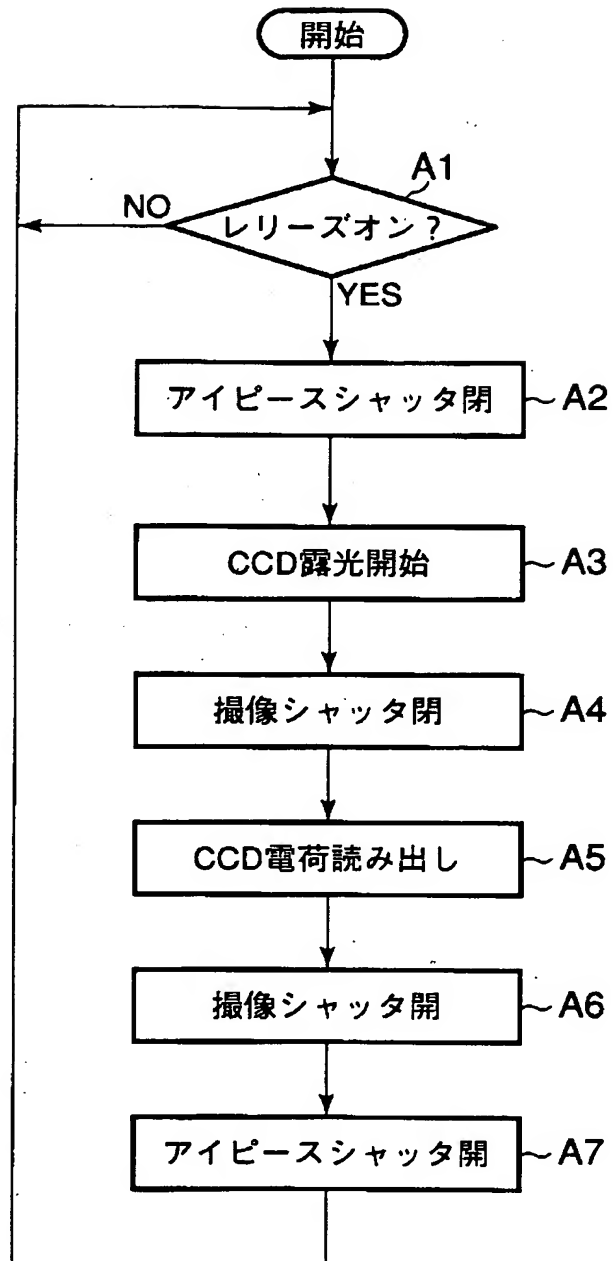 開始
A1
NO
レリーズオン?
YES
アイピースシャッタ閉
A2
CCD露光開始
A3
撮像シャッタ閉
A4
CCD電荷読み出し
A5
撮像シャッタ開
A6
アイピースシャッタ開
A7